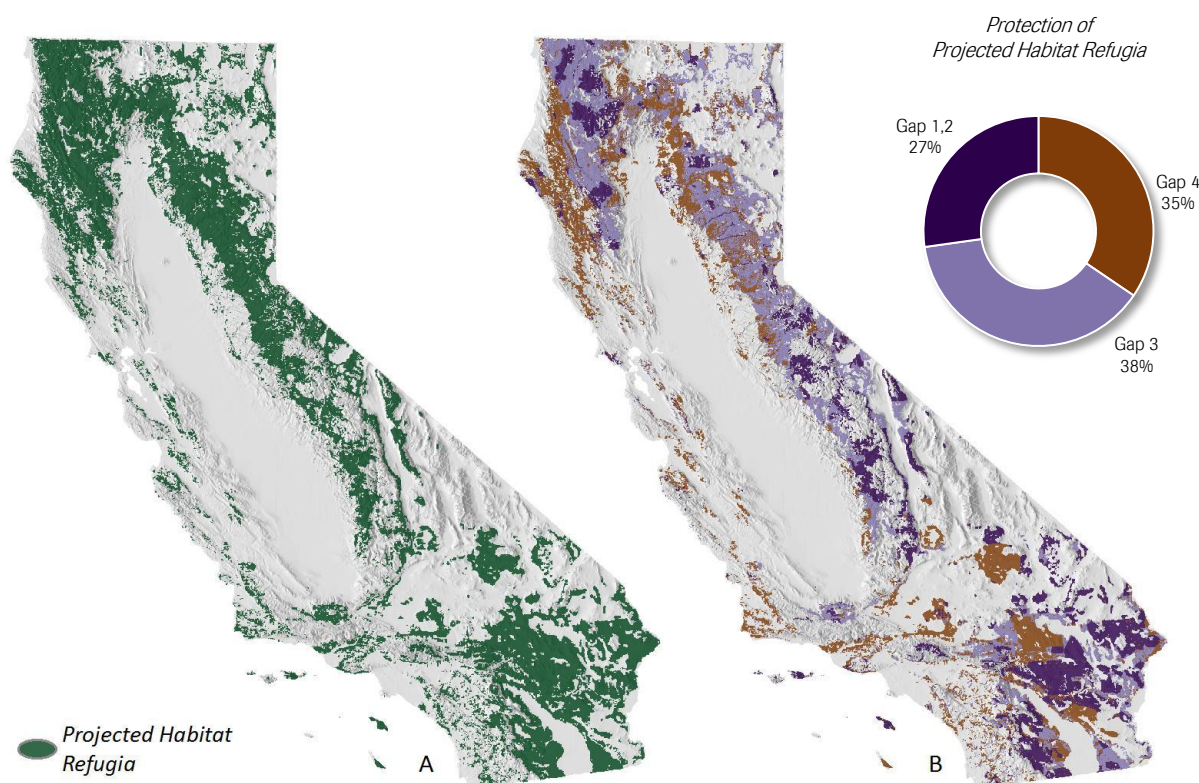 Protection of
Projected Habitat Refugia
Gap 1,2
27%
Gap 4
35%
Gap 3
38%
Projected Habitat
Refugia
A
B